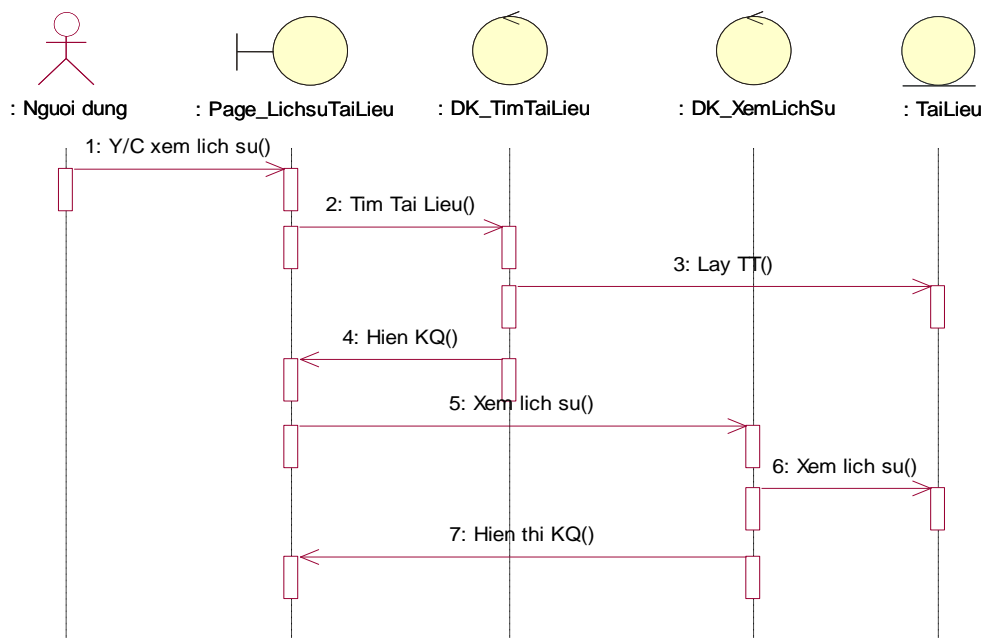 : Nguoi dung
: Page_LichsuTaiLieu
: DK_TimTaiLieu
: DK_XemLichSu
: TaiLieu
1: Y/C xem lich su()
2: Tim Tai Lieu()
3: Lay TT()
4: Hien KQ()
5: Xem lich su()
6: Xem lich su()
7: Hien thi KQ()